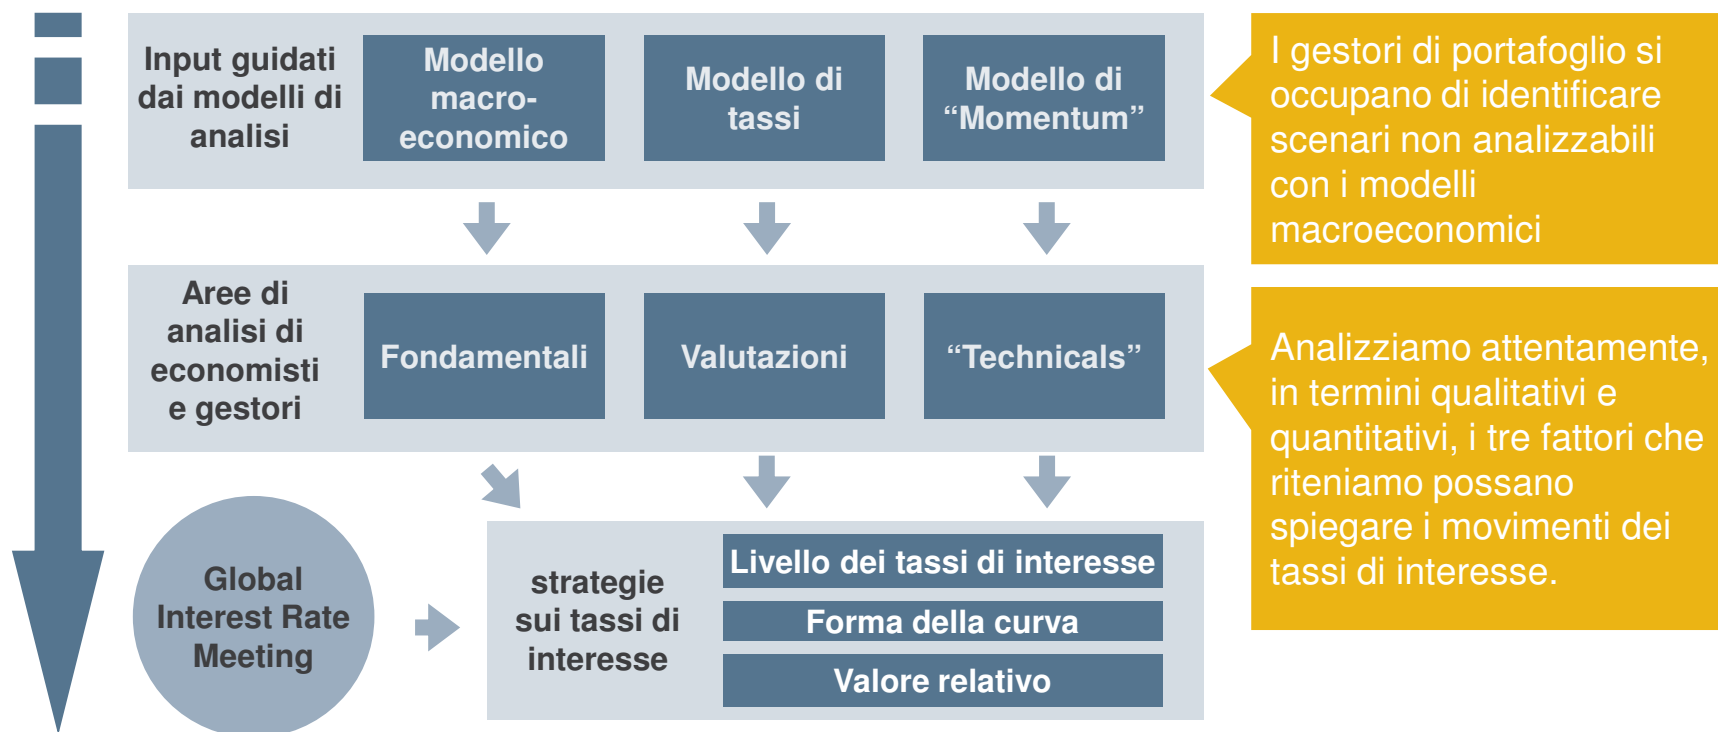 Input guidati
dai modelli di
analisi
Modello
macro-
economico
Modello di
tassi
Modello di
“Momentum”
I gestori di portafoglio si
occupano di identificare
scenari non analizzabili
con i modelli
macroeconomici
Aree di
analisi di
economisti
e gestori
Fondamentali
Valutazioni
“Technicals”
Analizziamo attentamente,
in termini qualitativi e
quantitativi, i tre fattori che
riteniamo possano
spiegare i movimenti dei
tassi di interesse.
Global
Interest Rate
Meeting
strategie
sui tassi di
interesse
Livello dei tassi di interesse
Forma della curva
Valore relativo